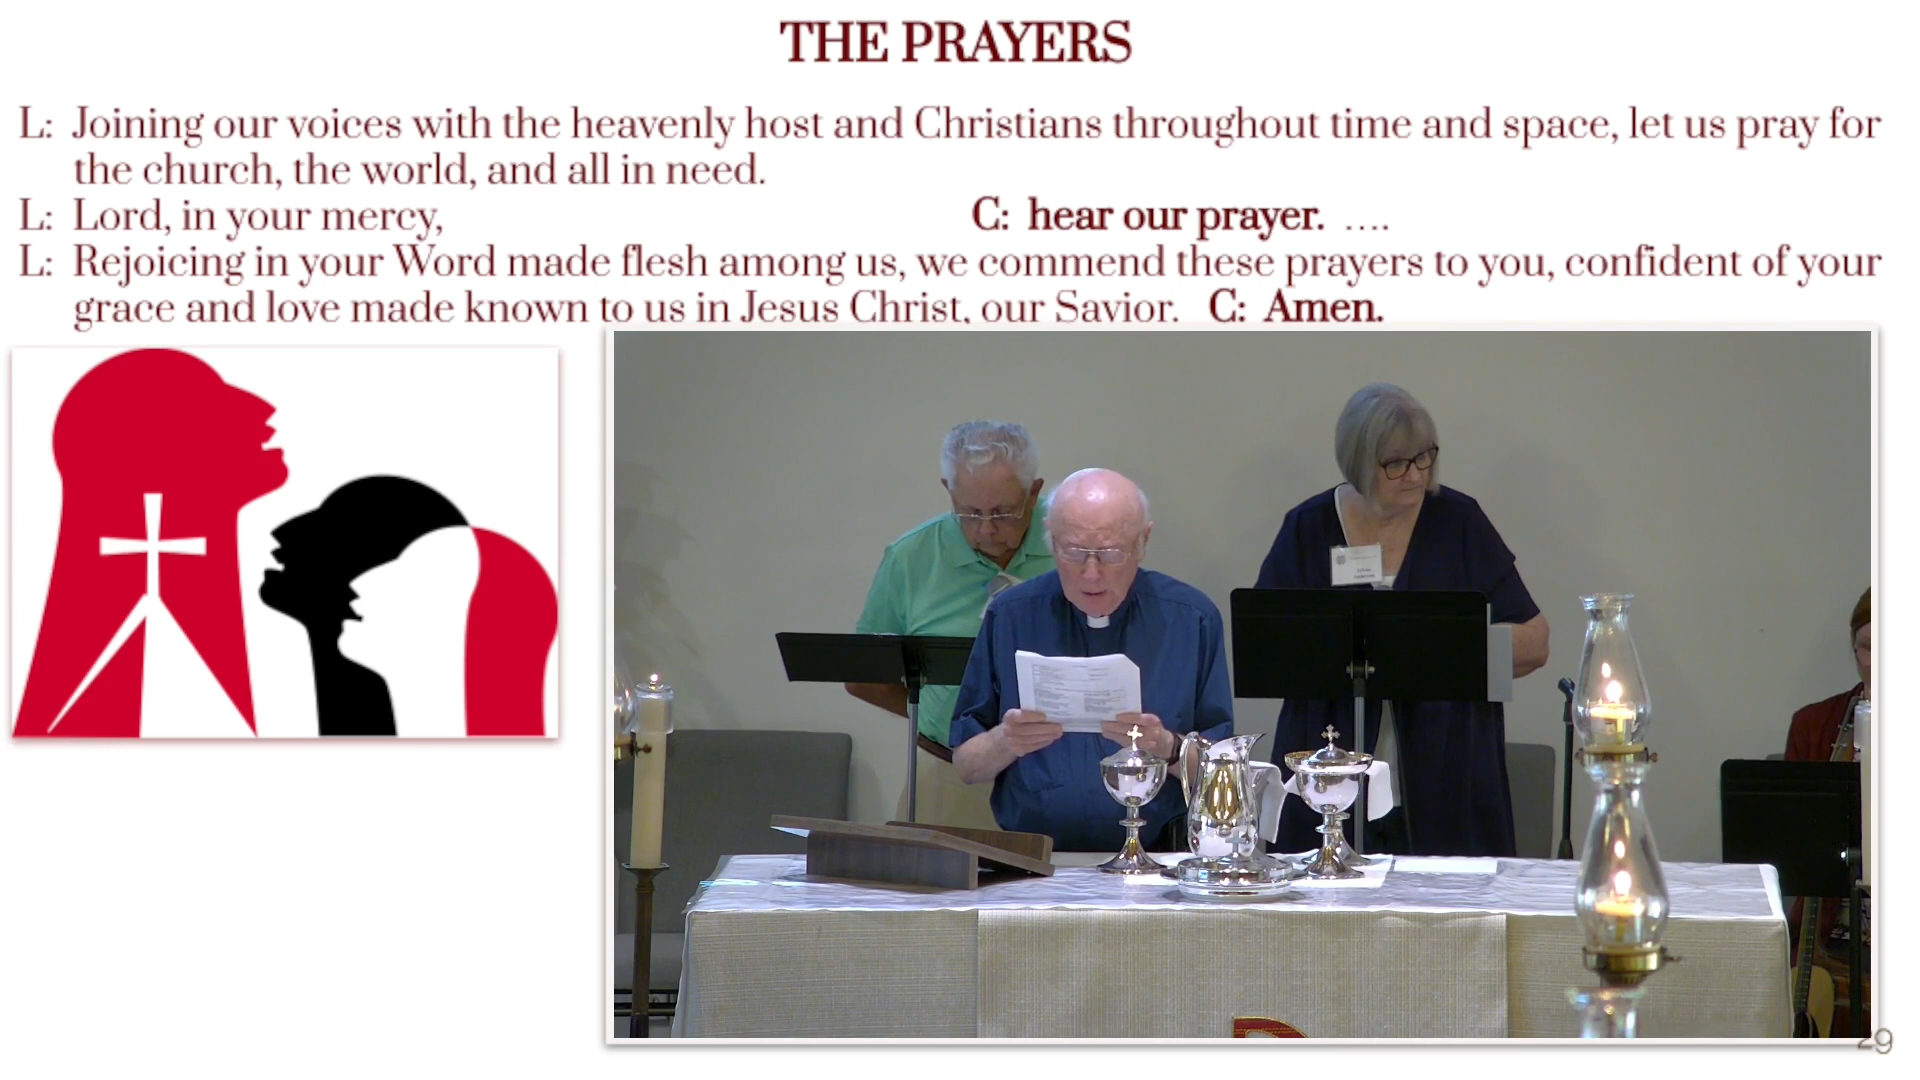 THE PRAYERS
L: Joining our voices with the heavenly host and Christians throughout time and space, let us pray for
the church, the world, and all in need.
L: Lord, in your mercy, C: hear our prayer. ....
L: Rejoicing in your Word made flesh among us, we commend these prayers to you, confident of your
grace and love made known to us in Jesus Christ, our Savior. C: Amen.
29